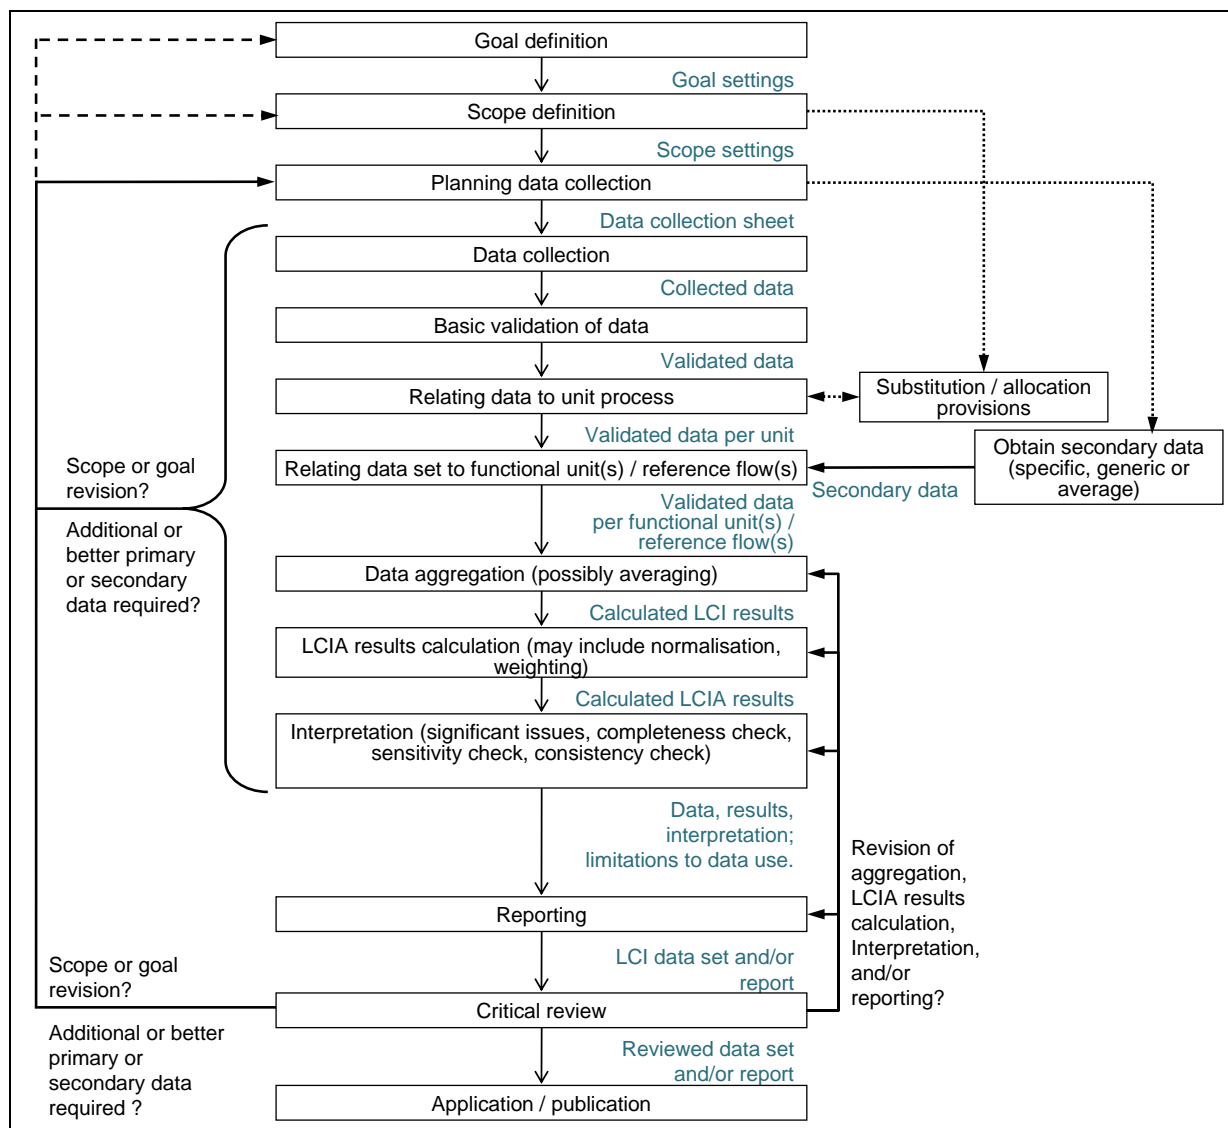 Goal definition
Goal settings
Scope definition
Scope settings
Planning data collection
Data collection sheet
Data collection
Collected data
Basic validation of data
Validated data
Relating data to unit process
Substitution / allocation
provisions
Validated data per unit
Relating data set to functional unit(s) / reference flow(s)
Obtain secondary data
(specific, generic or
average)
Secondary data
Scope or goal
revision?
Additional or
better primary
or secondary
data required?
Validated data
per functional unit(s) /
reference flow(s)
Data aggregation (possibly averaging)
Calculated LCI results
LCIA results calculation (may include normalisation,
weighting)
Calculated LCIA results
Interpretation (significant issues, completeness check,
sensitivity check, consistency check)
Data, results,
interpretation;
limitations to data use.
Revision of
aggregation,
LCIA results
calculation,
Interpretation,
and/or
reporting?
Reporting
LCI data set and/or
report
Scope or goal
revision?
Critical review
Additional or better
primary or
secondary data
required ?
Reviewed data set
and/or report
Application / publication